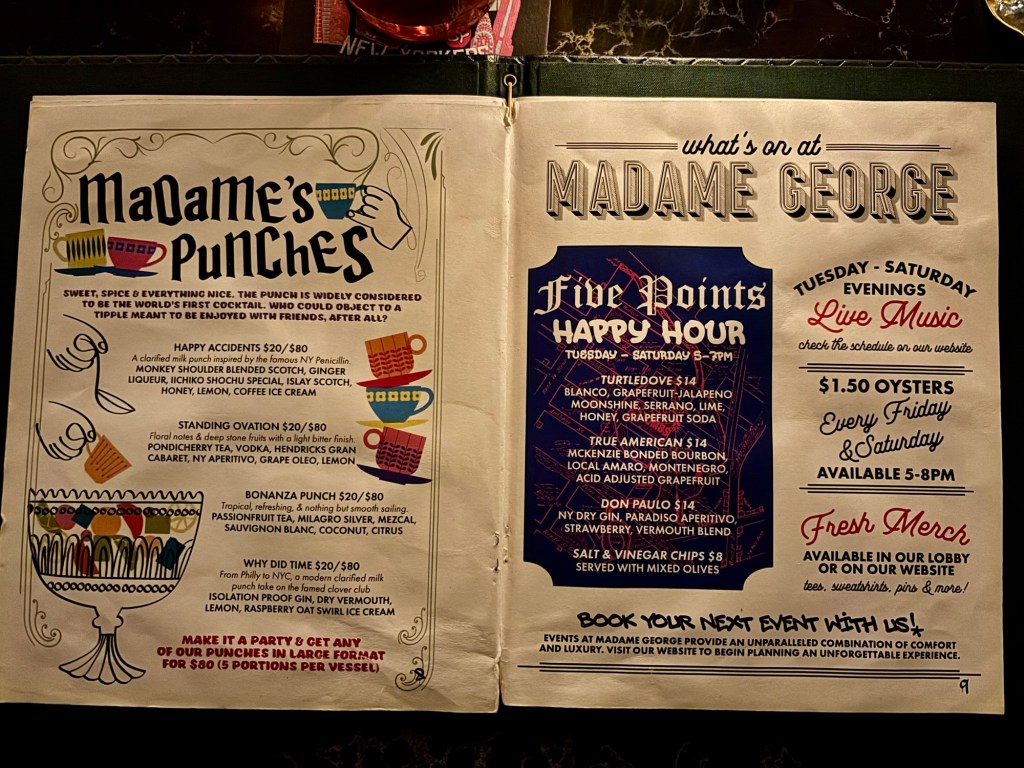 NEW YORKERS
MADAME'S
PUNCHES
SWEET, SPICE & EVERYTHING NICE. THE PUNCH IS WIDELY CONSIDERED
TO BE THE WORLD'S FIRST COCKTAIL. WHO COULD OBJECT TO A
TIPPLE MEANT TO BE ENJOYED WITH FRIENDS, AFTER ALL?
HAPPY ACCIDENTS $20/$80
A clarified milk punch inspired by the famous NY Penicillin.
MONKEY SHOULDER BLENDED SCOTCH, GINGER
LIQUEUR, IICHIKO SHOCHU SPECIAL, ISLAY SCOTCH,
HONEY, LEMON, COFFEE ICE CREAM
STANDING OVATION $20/$80
Floral notes & deep stone fruits with a light bitter finish.
PONDICHERRY TEA, VODKA, HENDRICKS GRAN
CABARET, NY APERITIVO, GRAPE OLEO, LEMON
BONANZA PUNCH $20/$80
Tropical, refreshing, & nothing but smooth sailing.
PASSIONFRUIT TEA, MILAGRO SILVER, MEZCAL,
SAUVIGNON BLANC, COCONUT, CITRUS
WHY DID TIME $20/$80
From Philly to NYC, a modern clarified milk
punch take on the famed clover club
ISOLATION PROOF GIN, DRY VERMOUTH,
LEMON, RASPBERRY OAT SWIRL ICE CREAM
MAKE IT A PARTY & GET ANY
OF OUR PUNCHES IN LARGE FORMAT
FOR $80 (5 PORTIONS PER VESSEL)
8
what's on at
MADAME GEORGE
Five Points
HAPPY HOUR
TUESDAY – SATURDAY 5–7PM
TURTLEDOVE $14
BLANCO, GRAPEFRUIT-JALAPENO
MOONSHINE, SERRANO, LIME,
HONEY, GRAPEFRUIT SODA
TRUE AMERICAN $14
MCKENZIE BONDED BOURBON,
LOCAL AMARO, MONTENEGRO,
ACID ADJUSTED GRAPEFRUIT
DON PAULO $14
NY DRY GIN, PARADISO APERITIVO,
STRAWBERRY, VERMOUTH BLEND
SALT & VINEGAR CHIPS $8
SERVED WITH MIXED OLIVES
TUESDAY - SATURDAY
EVENINGS
Live Music
check the schedule on our website
$1.50 OYSTERS
Every Friday
& Saturday
AVAILABLE 5-8PM
Fresh Merch
AVAILABLE IN OUR LOBBY
OR ON OUR WEBSITE
tees, sweatshirts, pins & more!
BOOK YOUR NEXT EVENT WITH US!
EVENTS AT MADAME GEORGE PROVIDE AN UNPARALLELED COMBINATION OF COMFORT
AND LUXURY. VISIT OUR WEBSITE TO BEGIN PLANNING AN UNFORGETTABLE EXPERIENCE.
9